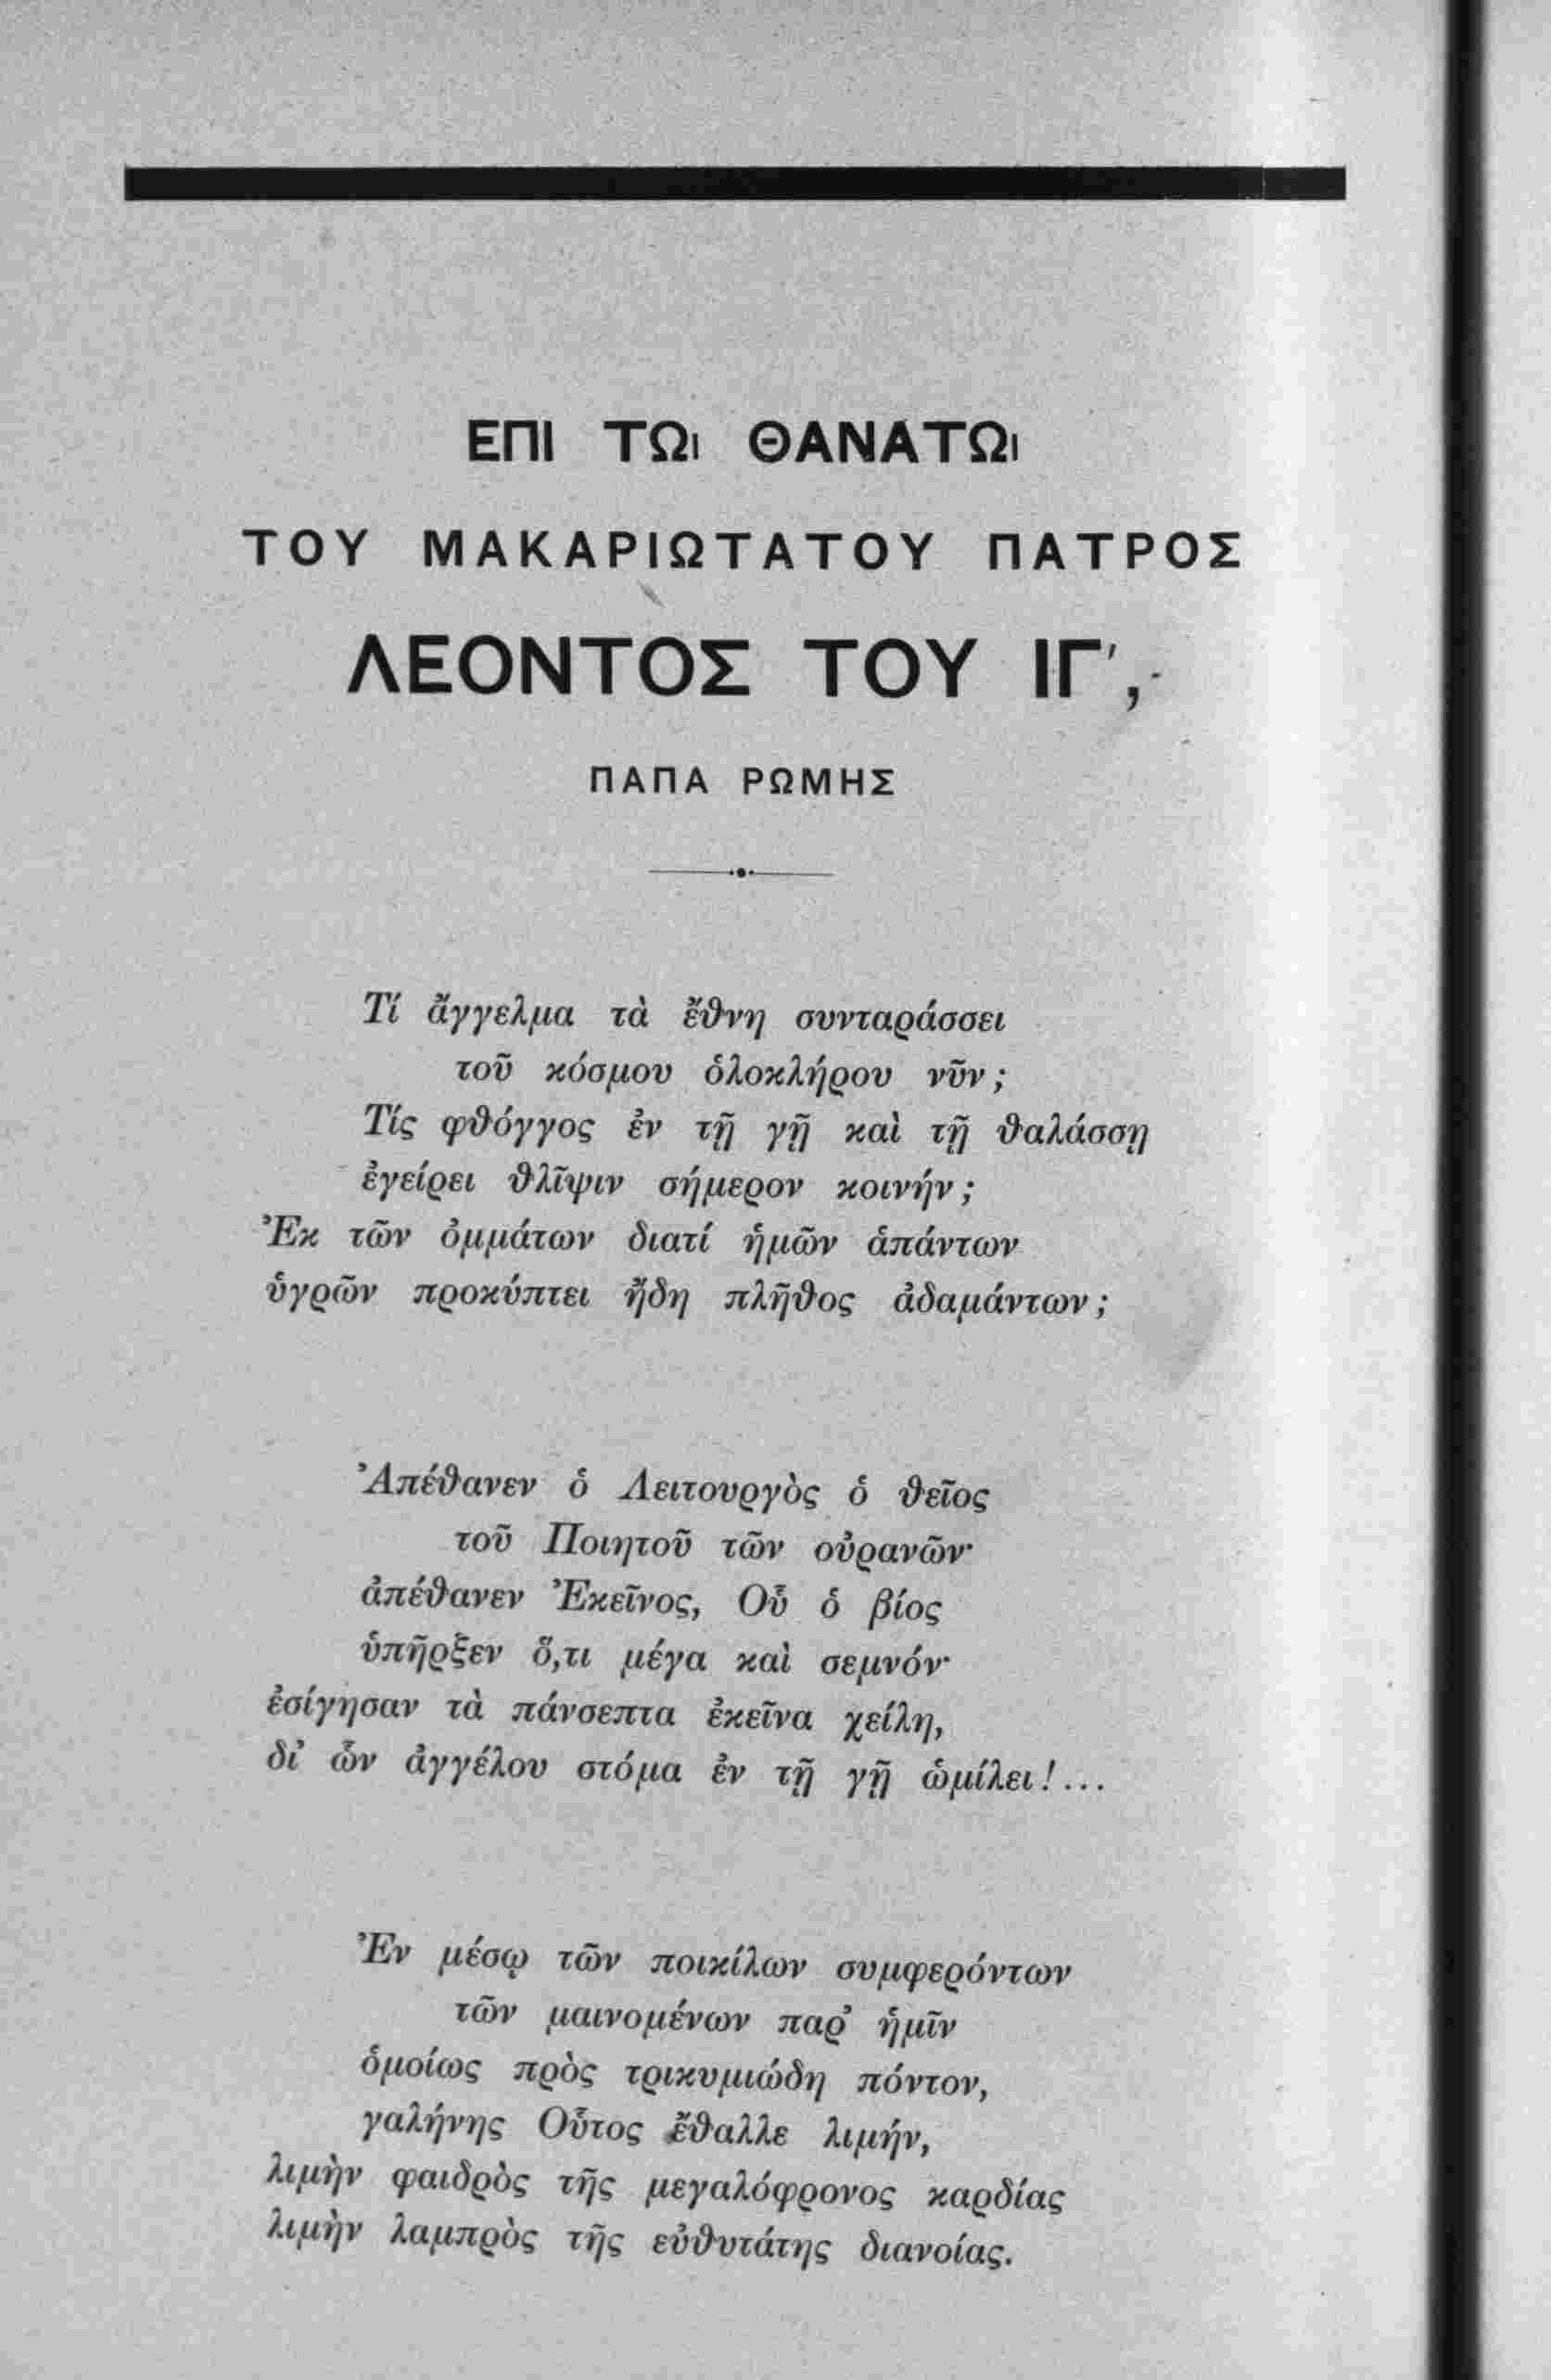 ΕΠΙ ΤΩι ΘΑΝΑΤΩι
ΤΟΥ ΜΑΚΑΡΙΩΤΑΤΟΥ ΠΑΤΡΟΣ
ΛΕΟΝΤΟΣ ΤΟΥ ΙΓ',
ΠΑΠΑ ΡΩΜΗΣ
Τί ἄγγελμα τὰ ἔθνη συνταράσσει
τοῦ κόσμου ὁλοκλήρου νῦν;
Τίς φθόγγος ἐν τῇ γῇ καὶ τῇ θαλάσσῃ
ἐγείρει θλῖψιν σήμερον κοινήν;
Ἐκ τῶν ὀμμάτων διατί ἡμῶν ἁπάντων
ὑγρῶν προκύπτει ἤδη πλῆθος ἀδαμάντων;
Ἀπέθανεν ὁ Λειτουργὸς ὁ θεῖος
τοῦ Ποιητοῦ τῶν οὐρανῶν·
ἀπέθανεν Ἐκεῖνος, Οὗ ὁ βίος
ὑπῆρξεν ὅ,τι μέγα καὶ σεμνόν·
ἐσίγησαν τὰ πάνσεπτα ἐκεῖνα χείλη,
δι' ὧν ἀγγέλου στόμα ἐν τῇ γῇ ὡμίλει!...
Ἐν μέσῳ τῶν ποικίλων συμφερόντων
τῶν μαινομένων παρ' ἡμῖν
ὁμοίως πρὸς τρικυμιώδη πόντον,
γαλήνης Οὗτος ἔθαλλε λιμήν,
λιμὴν φαιδρὸς τῆς μεγαλόφρονος καρδίας
λιμὴν λαμπρὸς τῆς εὐθυτάτης διανοίας.